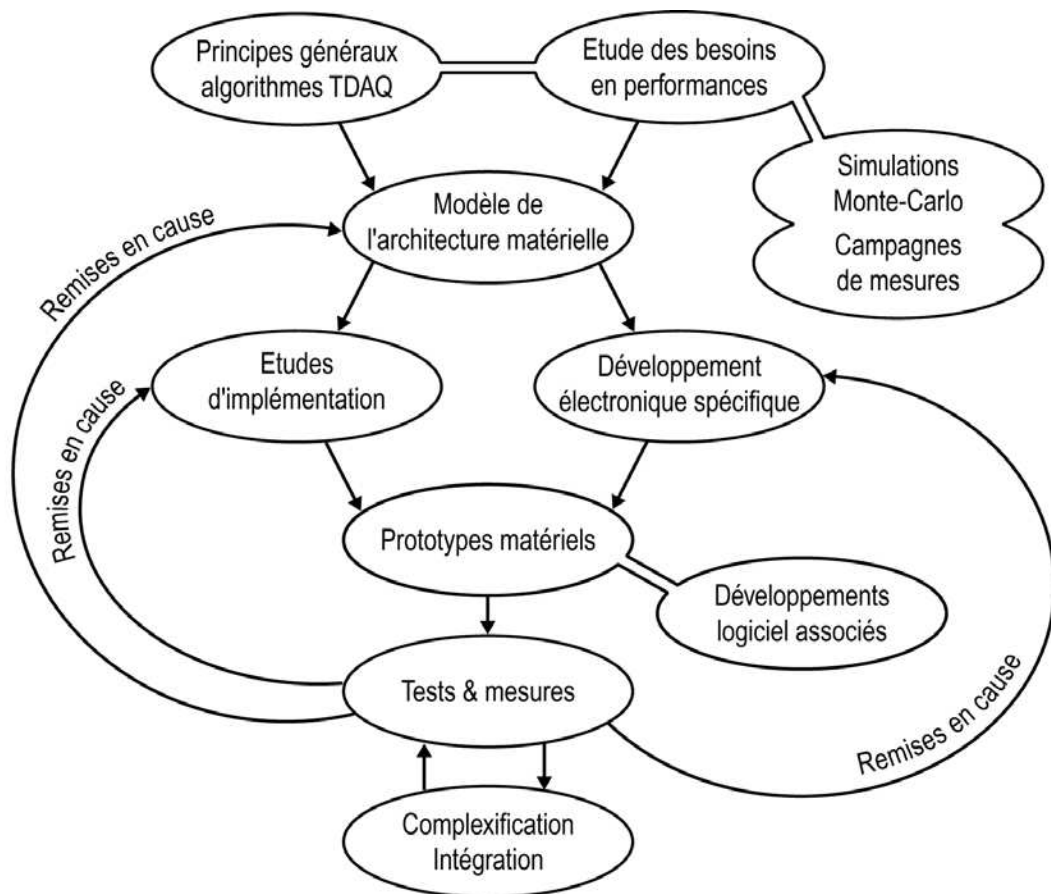 Principes généraux
algorithmes TDAQ
Etude des besoins
en performances
Simulations
Monte-Carlo
Campagnes
de mesures
Modèle de
l'architecture matérielle
Remises en cause
Remises en cause
Etudes
d'implémentation
Développement
électronique spécifique
Prototypes matériels
Développements
logiciel associés
Tests & mesures
Remises en cause
Complexification
Intégration